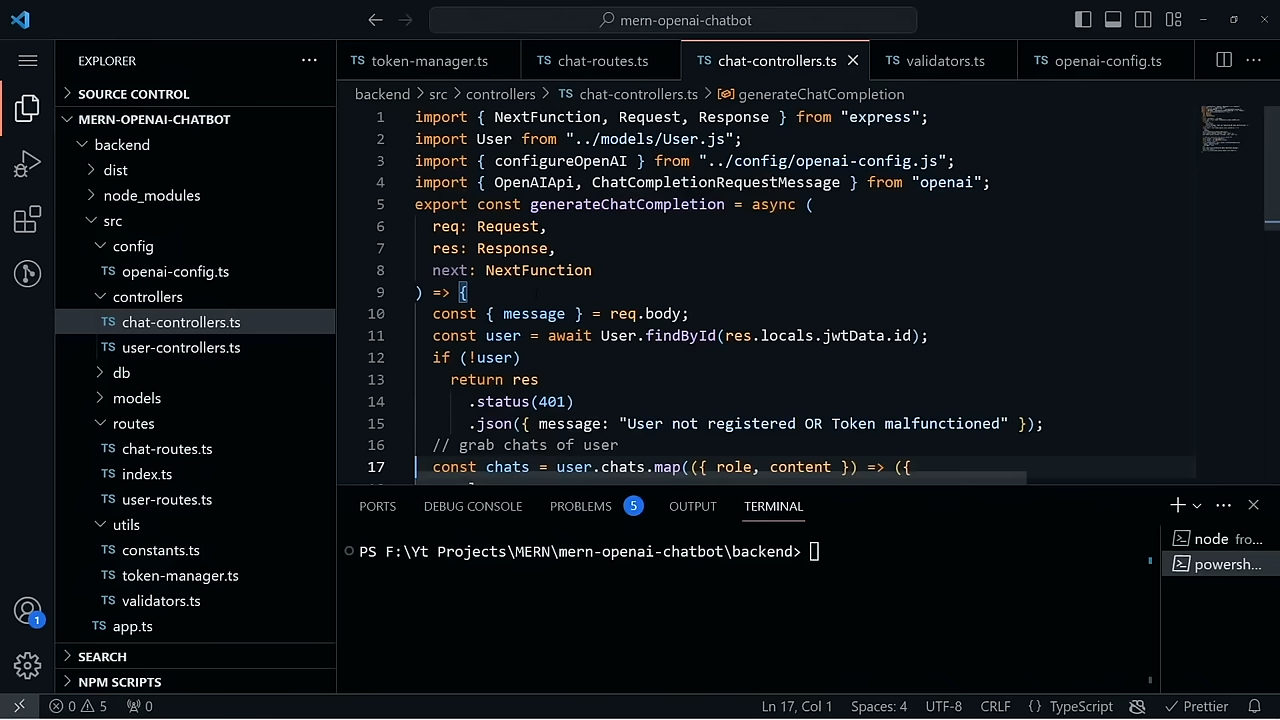 mern-openai-chatbot
EXPLORER
SOURCE CONTROL
MERN-OPENAI-CHATBOT
backend
dist
node_modules
src
config
TS openai-config.ts
controllers
TS chat-controllers.ts
TS user-controllers.ts
db
models
routes
TS chat-routes.ts
TS index.ts
TS user-routes.ts
utils
TS constants.ts
TS token-manager.ts
TS validators.ts
TS app.ts
SEARCH
NPM SCRIPTS
1
TS token-manager.ts
TS chat-routes.ts
TS chat-controllers.ts
TS validators.ts
TS openai-config.ts
backend > src > controllers > TS chat-controllers.ts > generateChatCompletion
1 import { NextFunction, Request, Response } from "express";
2 import User from "../models/User.js";
3 import { configureOpenAI } from "../config/openai-config.js";
4 import { OpenAIApi, ChatCompletionRequestMessage } from "openai";
5 export const generateChatCompletion = async (
6 req: Request,
7 res: Response,
8 next: NextFunction
9 ) => {
10 const { message } = req.body;
11 const user = await User.findById(res.locals.jwtData.id);
12 if (!user)
13 return res
14 .status(401)
15 .json({ message: "User not registered OR Token malfunctioned" });
16 // grab chats of user
17 const chats = user.chats.map(({ role, content }) => ({
PORTS DEBUG CONSOLE PROBLEMS 5 OUTPUT TERMINAL
PS F:\Yt Projects\MERN\mern-openai-chatbot\backend>
node fro...
powersh...
0 5 0 Ln 17, Col 1 Spaces: 4 UTF-8 CRLF {} TypeScript Prettier